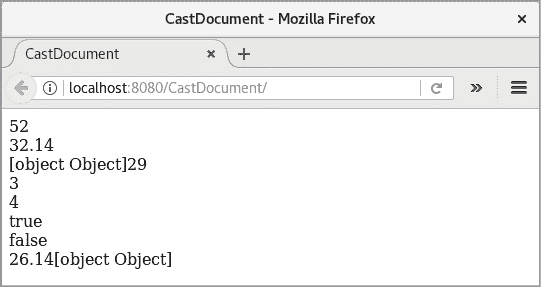 CastDocument - Mozilla Firefox
CastDocument
localhost:8080/CastDocument/
52
32.14
[object Object]29
3
4
true
false
26.14[object Object]